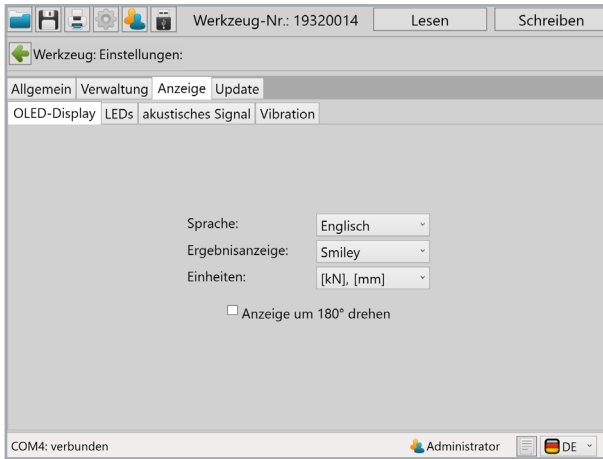 Werkzeug-Nr.: 19320014 Lesen Schreiben
Werkzeug: Einstellungen:
Allgemein Verwaltung Anzeige Update
OLED-Display LEDs akustisches Signal Vibration
Sprache: Englisch
Ergebnisanzeige: Smiley
Einheiten: [kN], [mm]
Anzeige um 180° drehen
COM4: verbunden Administrator DE